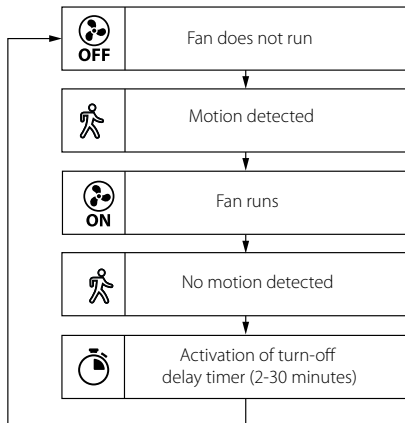 OFF
Fan does not run
Motion detected
ON
Fan runs
No motion detected
Activation of turn-off
delay timer (2-30 minutes)